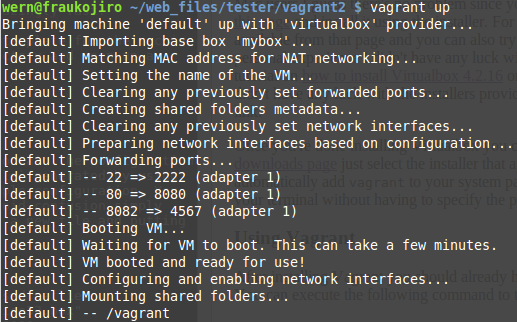 wern@fraukojiro ~/web_files/tester/vagrant2 $ vagrant up
Bringing machine 'default' up with 'virtualbox' provider...
[default] Importing base box 'mybox'...
[default] Matching MAC address for NAT networking...
[default] Setting the name of the VM...
[default] Clearing any previously set forwarded ports...
[default] Creating shared folders metadata...
[default] Clearing any previously set network interfaces...
[default] Preparing network interfaces based on configuration...
[default] Forwarding ports...
[default] -- 22 => 2222 (adapter 1)
[default] -- 80 => 8080 (adapter 1)
[default] -- 8082 => 4567 (adapter 1)
[default] Booting VM...
[default] Waiting for VM to boot. This can take a few minutes.
[default] VM booted and ready for use!
[default] Configuring and enabling network interfaces...
[default] Mounting shared folders...
[default] -- /vagrant